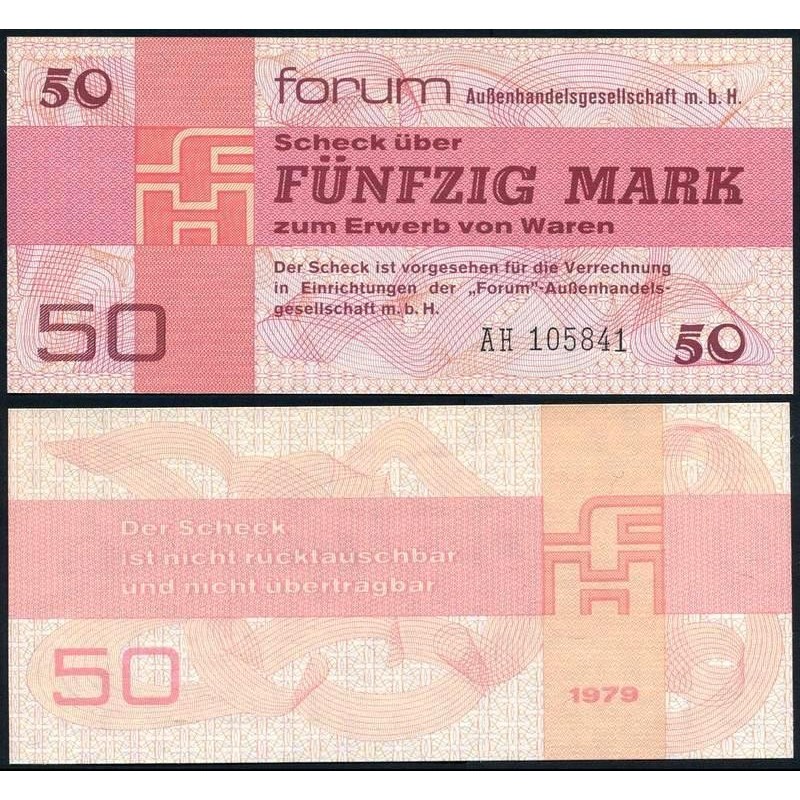 50
forum Außenhandelsgesellschaft m. b. H.
Scheck über
FÜNFZIG MARK
zum Erwerb von Waren
Der Scheck ist vorgesehen für die Verrechnung
in Einrichtungen der „Forum"-Außenhandels-
gesellschaft m. b. H.
50
AH 105841
50
Der Scheck
ist nicht rücktauschbar
und nicht übertragbar
50
1979